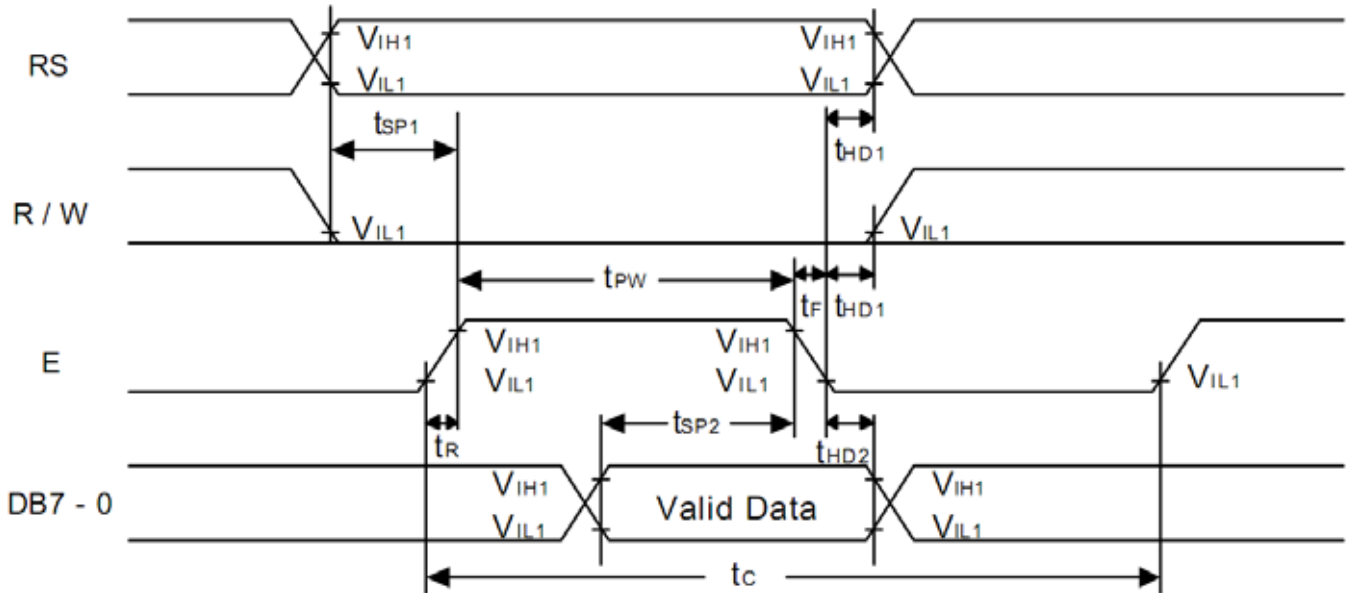 VIH1 VIH1
RS
VIL1 VIL1
tSP1 tHD1
R / W
VIL1 VIL1
tPW tF tHD1
VIH1 VIH1
E
VIL1 VIL1 VIL1
tR tSP2 tHD2
VIH1 VIH1
DB7 - 0 Valid Data
VIL1 VIL1
tC